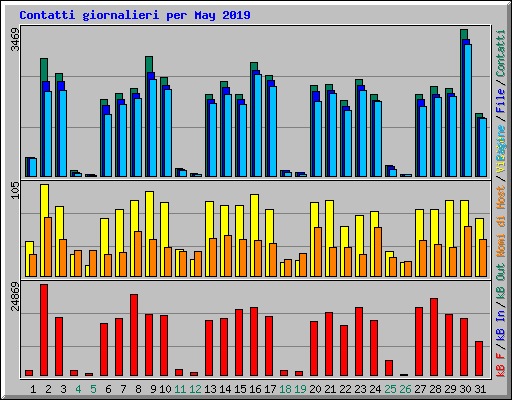 Contatti giornalieri per May 2019
3469
105
24869
1 2 3 4 5 6 7 8 9 10 11 12 13 14 15 16 17 18 19 20 21 22 23 24 25 26 27 28 29 30 31
Pagine / File / Contatti
Nomi di Host /
kB F / kB In / kB Out